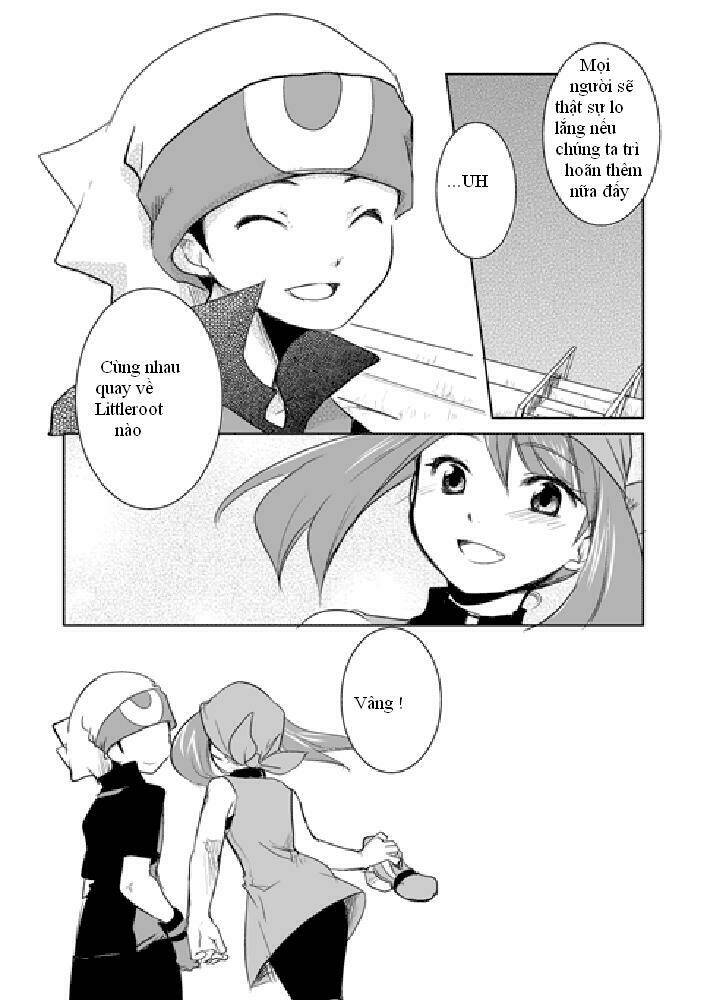 Mọi
người sẽ
thật sự lo
lắng nếu
chúng ta trì
hoãn thêm
nữa đấy
...UH
Cùng nhau
quay về
Littleroot
nào
Vâng !